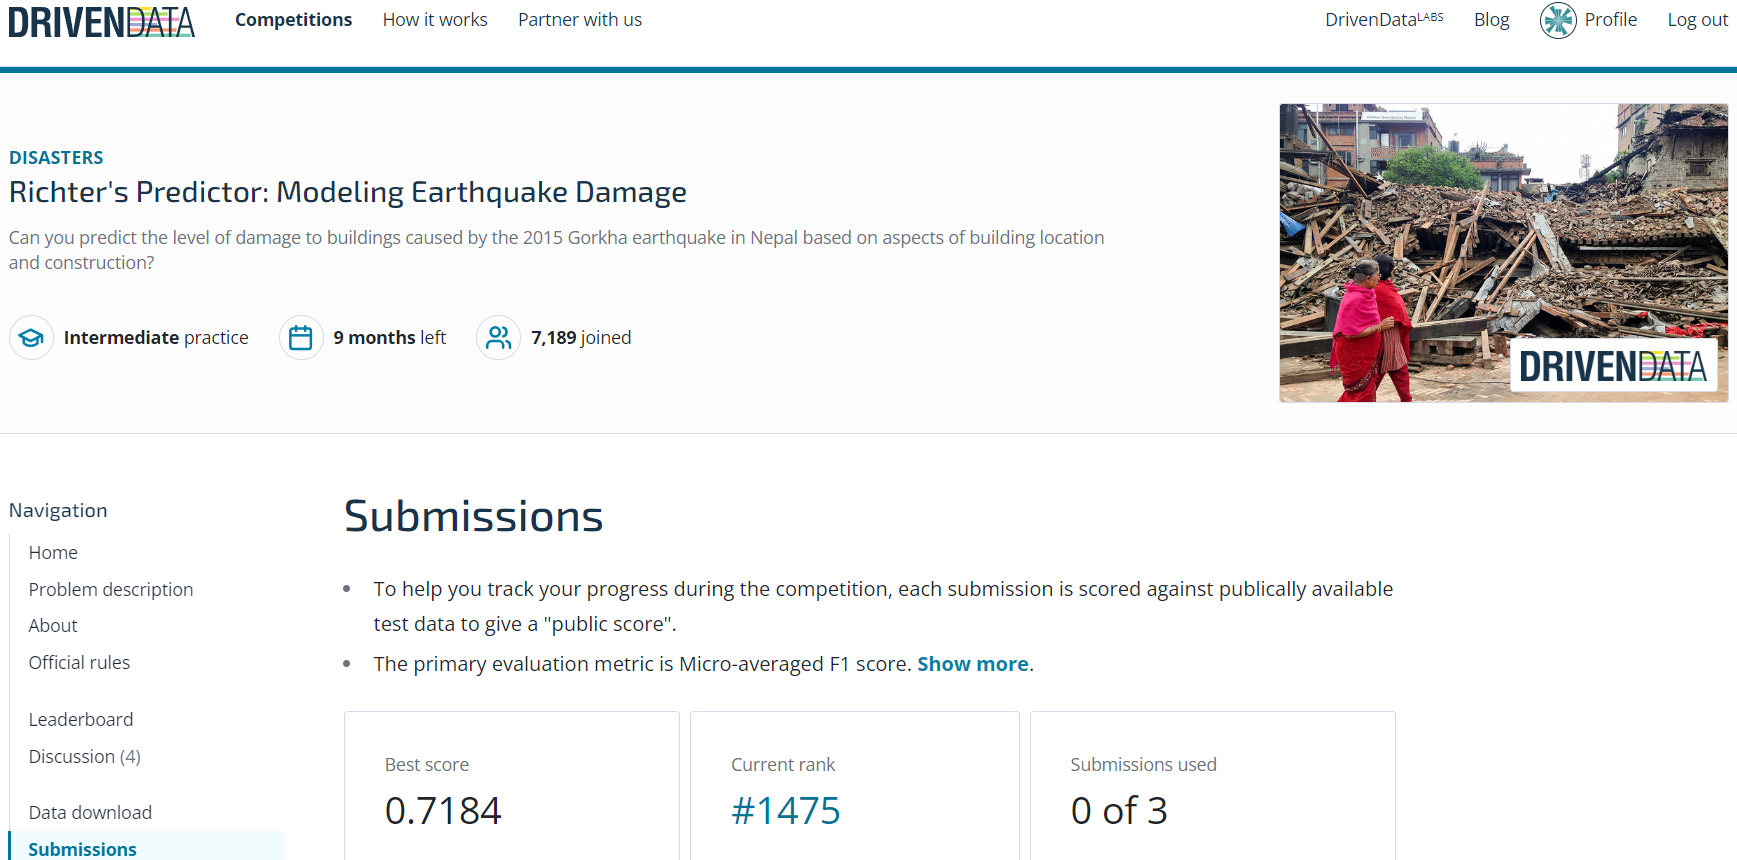 DRIVENDATA
Competitions
How it works
Partner with us
DrivenDataLABS
Blog
Profile
Log out
DISASTERS
Richter's Predictor: Modeling Earthquake Damage
Can you predict the level of damage to buildings caused by the 2015 Gorkha earthquake in Nepal based on aspects of building location
and construction?
Intermediate practice
9 months left
7,189 joined
DRIVENDATA
Navigation
Home
Problem description
About
Official rules
Leaderboard
Discussion (4)
Data download
Submissions
Submissions
To help you track your progress during the competition, each submission is scored against publically available
test data to give a "public score".
The primary evaluation metric is Micro-averaged F1 score. Show more.
Best score
0.7184
Current rank
#1475
Submissions used
0 of 3